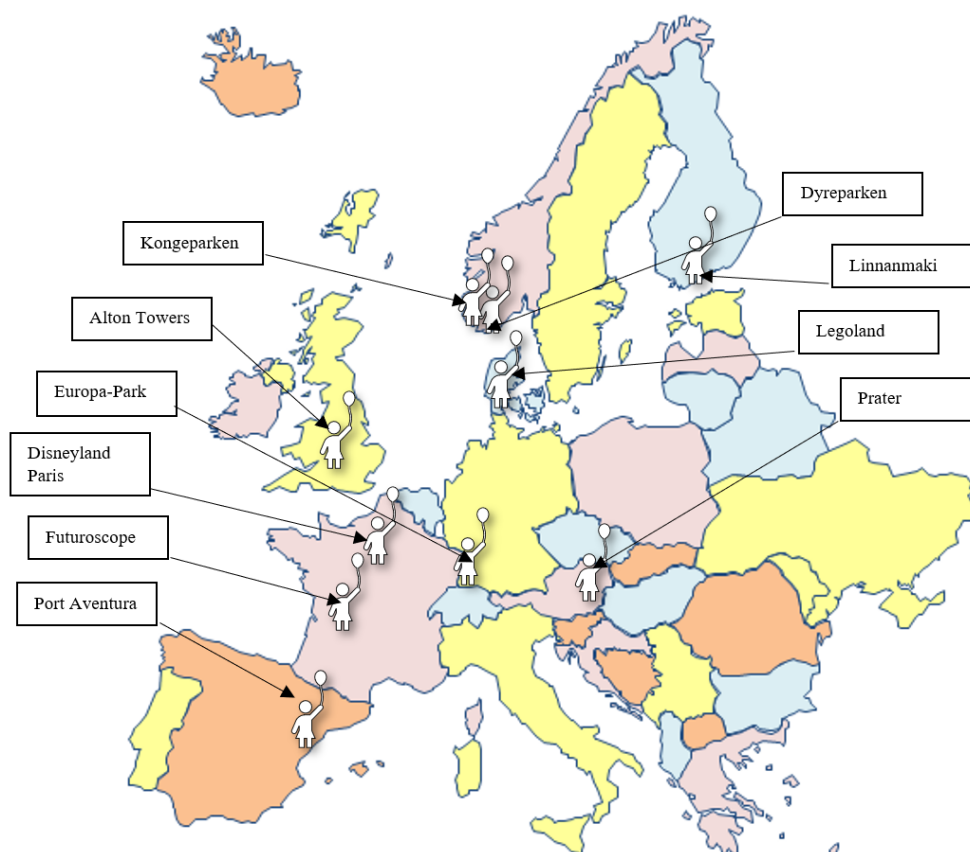 Dyreparken
Kongeparken
Linnanmaki
Alton Towers
Legoland
Europa-Park
Prater
Disneyland
Paris
Futuroscope
Port Aventura